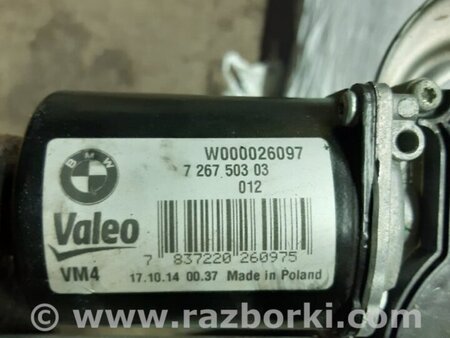 BMW
W000026097
7 267 503 03
012
Valeo
7 837220 260975
VM4 17.10.14 00.37 Made in Poland
© www.razborki.com